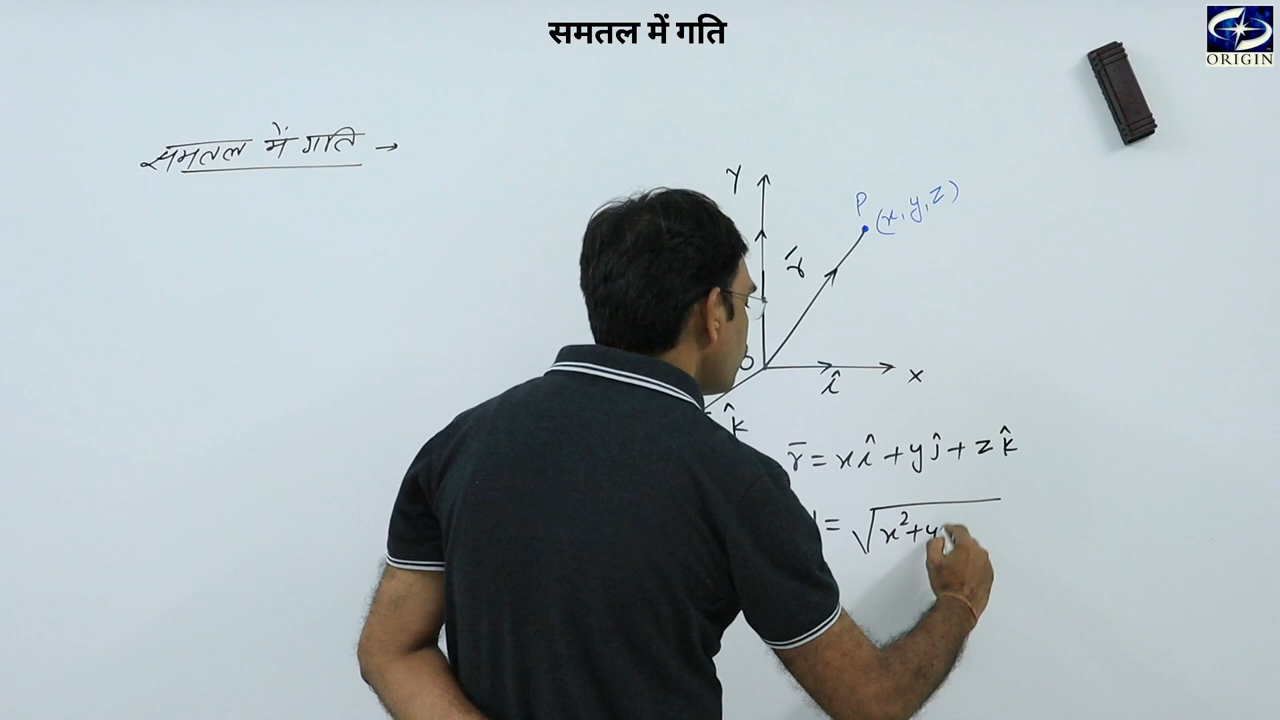 समतल में गति
ORIGIN
समतल में गति →
Y
P (x, y, z)
r̄
O
î
x
k̂
r̄ = xî + yĵ + zk̂
= √x²+y